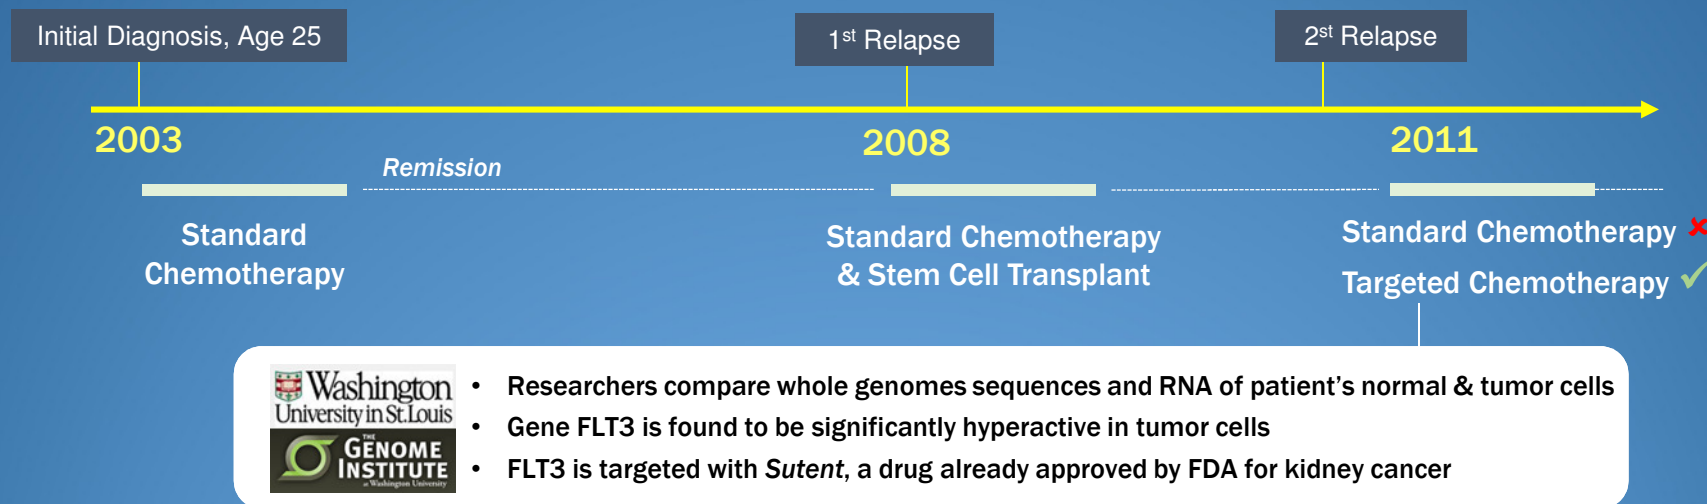 Initial Diagnosis, Age 25
1st Relapse
2st Relapse
2003
2008
2011
Remission
Standard
Chemotherapy
Standard Chemotherapy
& Stem Cell Transplant
Standard Chemotherapy ✘
Targeted Chemotherapy ✓
Washington
University in St.Louis
THE
GENOME
INSTITUTE
at Washington University
• Researchers compare whole genomes sequences and RNA of patient's normal & tumor cells
• Gene FLT3 is found to be significantly hyperactive in tumor cells
• FLT3 is targeted with Sutent, a drug already approved by FDA for kidney cancer